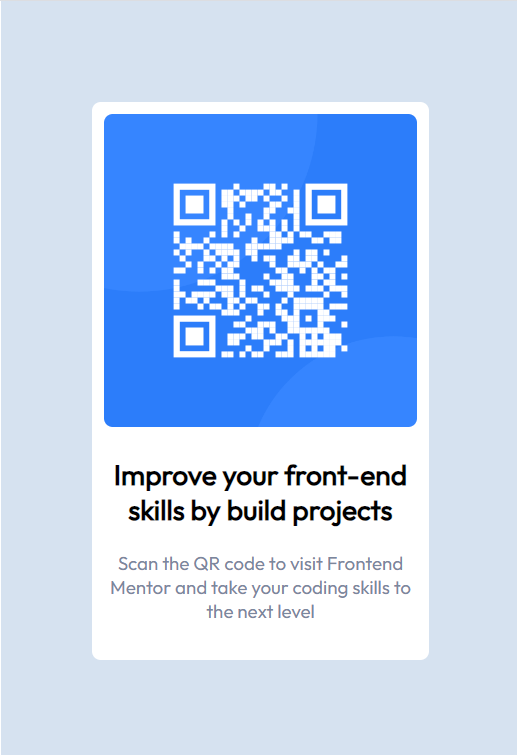 Improve your front-end
skills by build projects
Scan the QR code to visit Frontend
Mentor and take your coding skills to
the next level